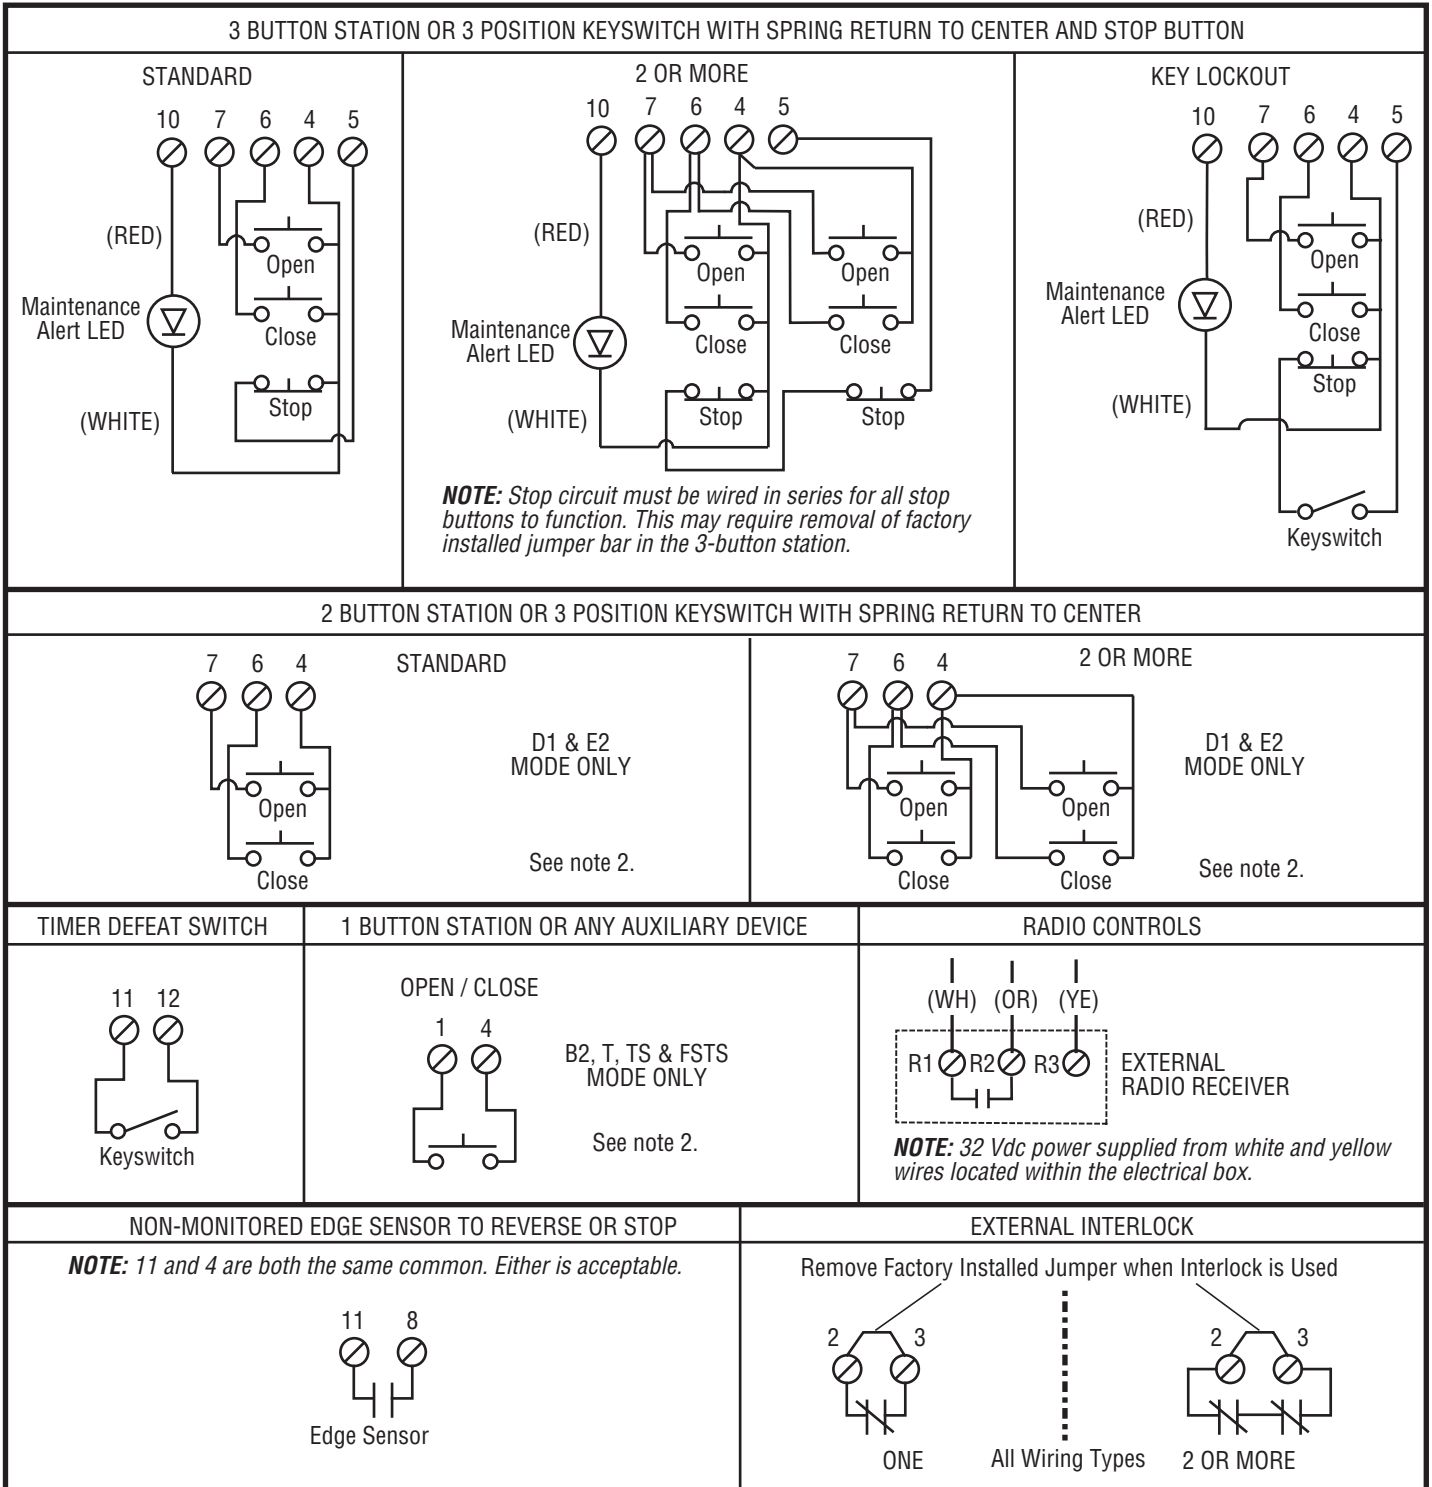 3 BUTTON STATION OR 3 POSITION KEYSWITCH WITH SPRING RETURN TO CENTER AND STOP BUTTON
STANDARD
10 7 6 4 5
(RED)
Open
Maintenance
Alert LED
Close
Stop
(WHITE)
2 OR MORE
10 7 6 4 5
(RED)
Open Open
Maintenance
Alert LED
Close Close
(WHITE)
Stop Stop
NOTE: Stop circuit must be wired in series for all stop
buttons to function. This may require removal of factory
installed jumper bar in the 3-button station.
KEY LOCKOUT
10 7 6 4 5
(RED)
Open
Maintenance
Alert LED
Close
Stop
(WHITE)
Keyswitch
2 BUTTON STATION OR 3 POSITION KEYSWITCH WITH SPRING RETURN TO CENTER
STANDARD
7 6 4
D1 & E2
MODE ONLY
Open
Close
See note 2.
2 OR MORE
7 6 4
D1 & E2
MODE ONLY
Open Open
Close Close
See note 2.
TIMER DEFEAT SWITCH
11 12
Keyswitch
1 BUTTON STATION OR ANY AUXILIARY DEVICE
OPEN / CLOSE
1 4
B2, T, TS & FSTS
MODE ONLY
See note 2.
RADIO CONTROLS
(WH) (OR) (YE)
R1 R2 R3
EXTERNAL
RADIO RECEIVER
NOTE: 32 Vdc power supplied from white and yellow
wires located within the electrical box.
NON-MONITORED EDGE SENSOR TO REVERSE OR STOP
NOTE: 11 and 4 are both the same common. Either is acceptable.
11 8
Edge Sensor
EXTERNAL INTERLOCK
Remove Factory Installed Jumper when Interlock is Used
2 3 2 3
ONE All Wiring Types 2 OR MORE